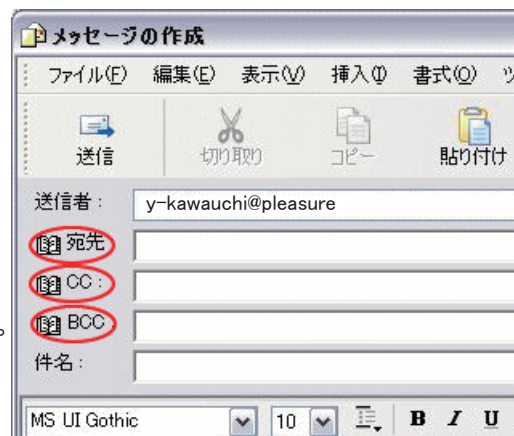 メッセージの作成
ファイル(F) 編集(E) 表示(V) 挿入(I) 書式(O) ツ
送信 切り取り コピー 貼り付け
送信者: y-kawauchi@pleasure
宛先
CC:
BCC
。
件名:
MS UI Gothic 10 B I U